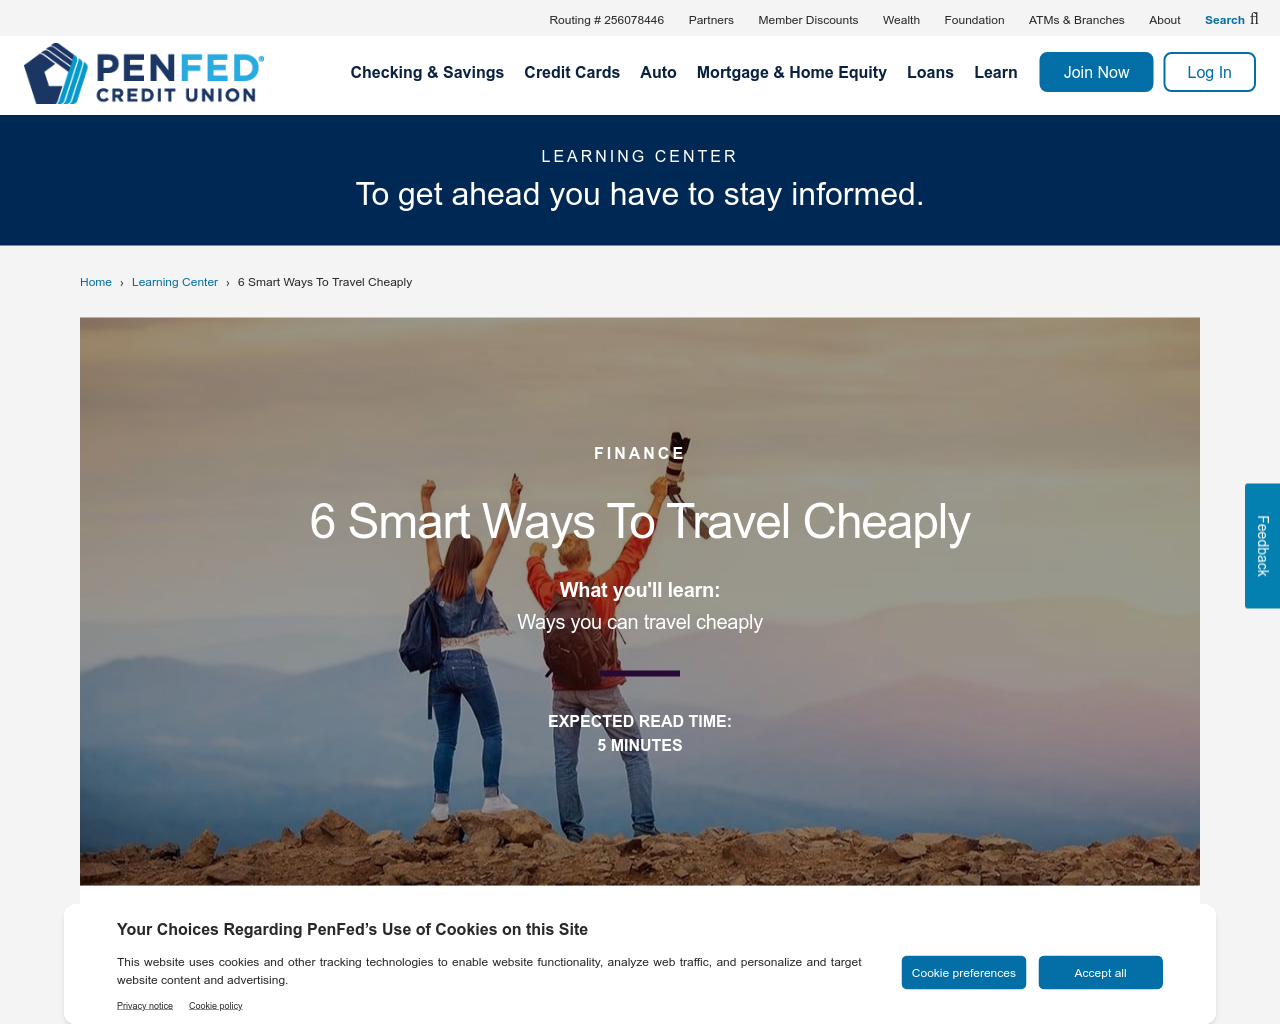 Routing # 256078446 Partners Member Discounts Wealth Foundation ATMs & Branches About Search
PENFED®
CREDIT UNION
Checking & Savings Credit Cards Auto Mortgage & Home Equity Loans Learn Join Now Log In
LEARNING CENTER
To get ahead you have to stay informed.
Home › Learning Center › 6 Smart Ways To Travel Cheaply
FINANCE
6 Smart Ways To Travel Cheaply
What you'll learn:
Ways you can travel cheaply
EXPECTED READ TIME:
5 MINUTES
Feedback
Your Choices Regarding PenFed’s Use of Cookies on this Site
This website uses cookies and other tracking technologies to enable website functionality, analyze web traffic, and personalize and target
website content and advertising.
Cookie preferences Accept all
Privacy notice Cookie policy